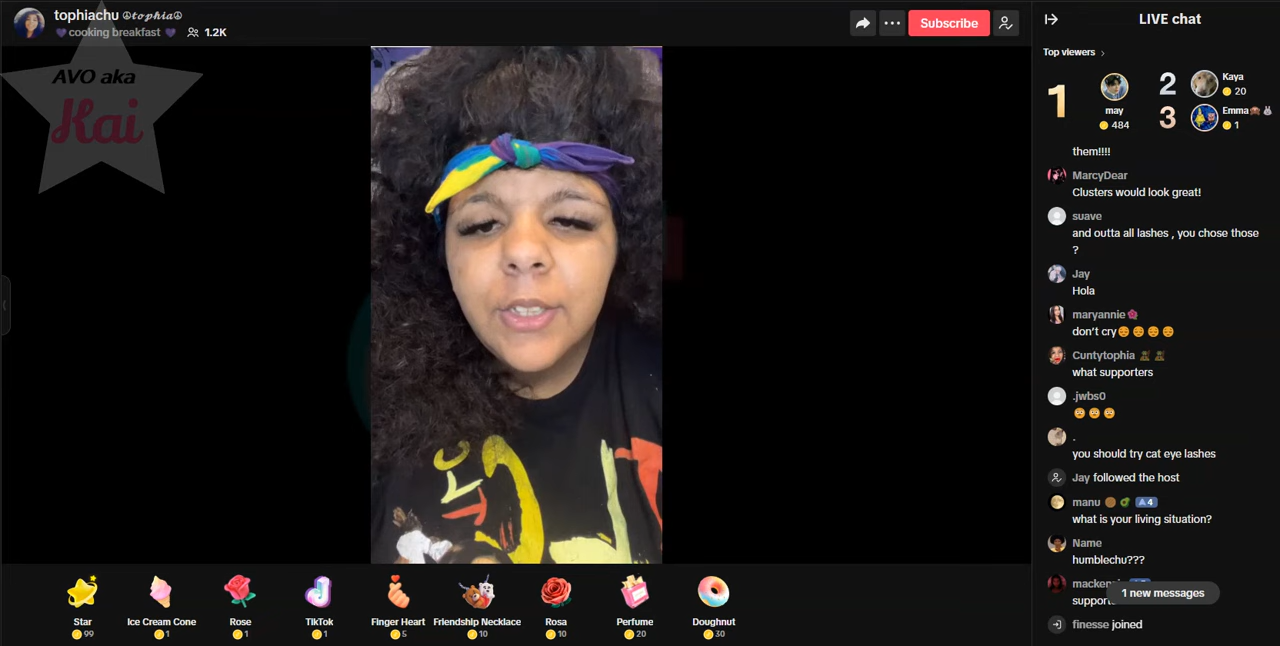 tophiachu ☮𝓽𝓸𝓹𝓱𝓲𝓪☮
💜cooking breakfast 💜 1.2K
Subscribe
AVO aka
Kai
LIVE chat
Top viewers ›
1
may
484
2
Kaya
20
3
Emma
1
them!!!!
MarcyDear
Clusters would look great!
suave
and outta all lashes , you chose those
?
Jay
Hola
maryannie
don't cry😔😔😔😔
Cuntytophia
what supporters
.jwbs0
😳😳😳
.
you should try cat eye lashes
Jay followed the host
manu 4
what is your living situation?
Name
humblechu???
1 new messages
finesse joined
Star
99
Ice Cream Cone
1
Rose
1
TikTok
1
Finger Heart
5
Friendship Necklace
10
Rosa
10
Perfume
20
Doughnut
30